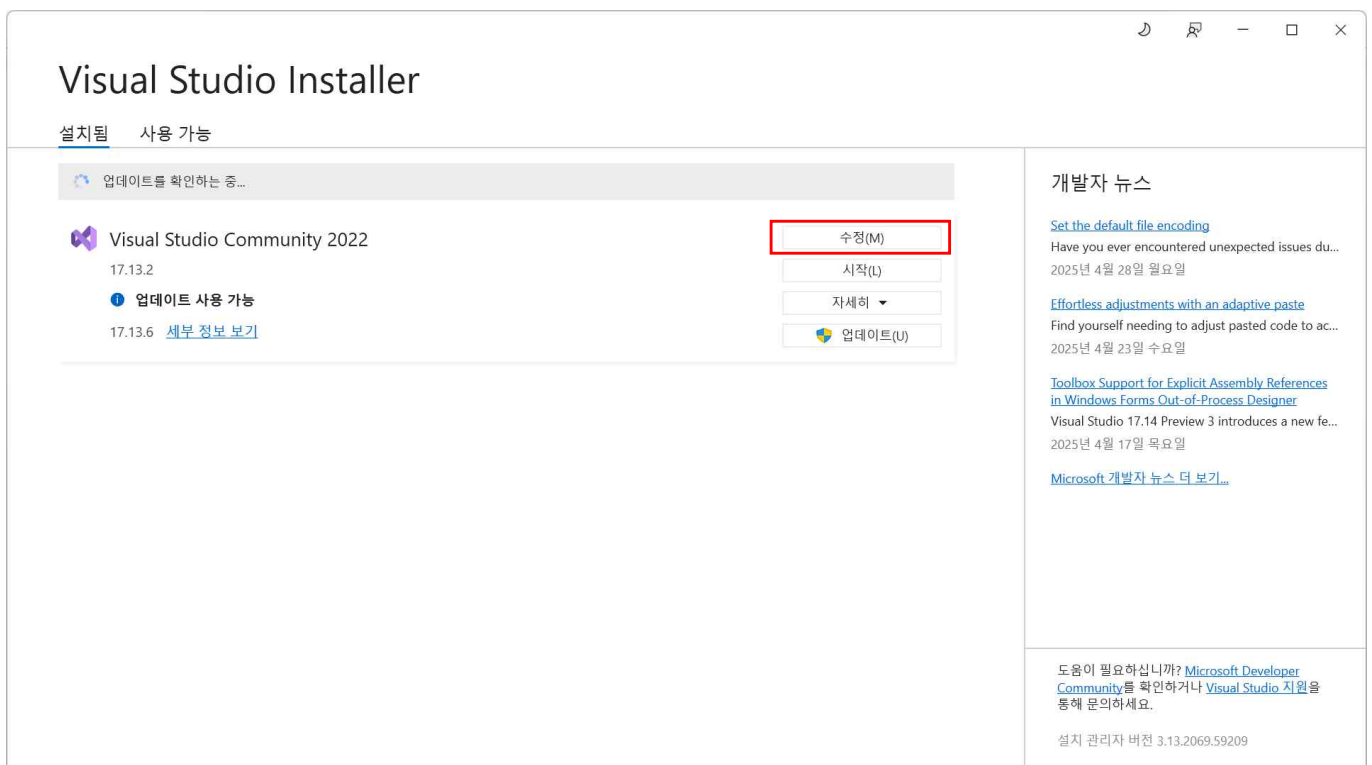 Visual Studio Installer
설치됨 사용 가능
업데이트를 확인하는 중...
Visual Studio Community 2022
17.13.2
업데이트 사용 가능
17.13.6 세부 정보 보기
수정(M)
시작(L)
자세히
업데이트(U)
개발자 뉴스
Set the default file encoding
Have you ever encountered unexpected issues du...
2025년 4월 28일 월요일
Effortless adjustments with an adaptive paste
Find yourself needing to adjust pasted code to ac...
2025년 4월 23일 수요일
Toolbox Support for Explicit Assembly References
in Windows Forms Out-of-Process Designer
Visual Studio 17.14 Preview 3 introduces a new fe...
2025년 4월 17일 목요일
Microsoft 개발자 뉴스 더 보기...
도움이 필요하십니까? Microsoft Developer
Community를 확인하거나 Visual Studio 지원을
통해 문의하세요.
설치 관리자 버전 3.13.2069.59209